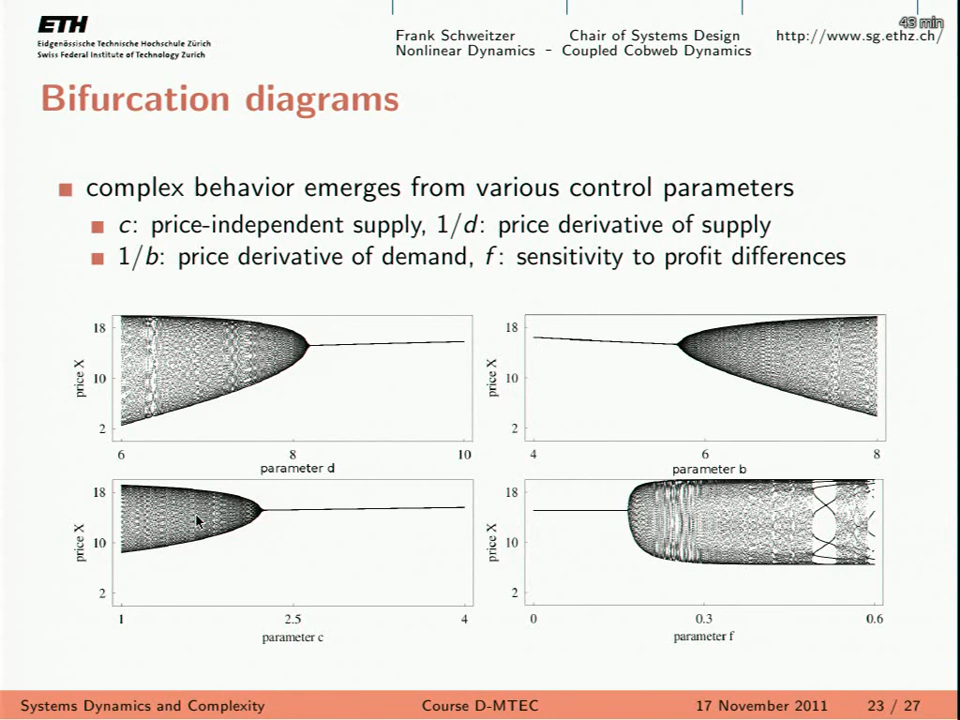 ETH
Eidgenössische Technische Hochschule Zürich
Swiss Federal Institute of Technology Zurich
43 min
Frank Schweitzer Chair of Systems Design http://www.sg.ethz.ch/
Nonlinear Dynamics - Coupled Cobweb Dynamics
Bifurcation diagrams
complex behavior emerges from various control parameters
c: price-independent supply, 1/d: price derivative of supply
1/b: price derivative of demand, f: sensitivity to profit differences
18
10
2
price X
6 8 10
parameter d
18
10
2
price X
4 6 8
parameter b
18
10
2
price X
1 2.5 4
parameter c
18
10
2
price X
0 0.3 0.6
parameter f
Systems Dynamics and Complexity Course D-MTEC 17 November 2011 23 / 27